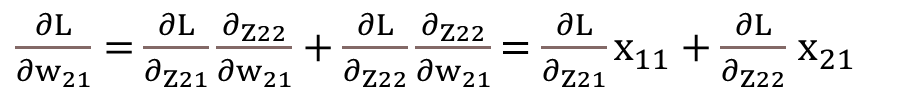 ∂L/∂w₂₁ = ∂L/∂z₂₁ ∂z₂₂/∂w₂₁ + ∂L/∂z₂₂ ∂z₂₂/∂w₂₁ = ∂L/∂z₂₁ x₁₁ + ∂L/∂z₂₂ x₂₁